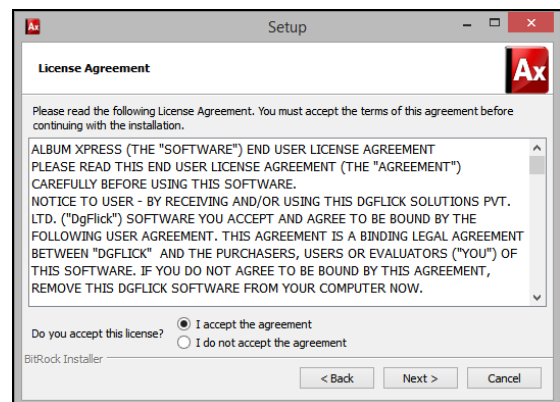 Ax
Setup
License Agreement
Ax
Please read the following License Agreement. You must accept the terms of this agreement before
continuing with the installation.
ALBUM XPRESS (THE "SOFTWARE") END USER LICENSE AGREEMENT
PLEASE READ THIS END USER LICENSE AGREEMENT (THE "AGREEMENT")
CAREFULLY BEFORE USING THIS SOFTWARE.
NOTICE TO USER - BY RECEIVING AND/OR USING THIS DGFLICK SOLUTIONS PVT.
LTD. ("DgFlick") SOFTWARE YOU ACCEPT AND AGREE TO BE BOUND BY THE
FOLLOWING USER AGREEMENT. THIS AGREEMENT IS A BINDING LEGAL AGREEMENT
BETWEEN "DGFLICK" AND THE PURCHASERS, USERS OR EVALUATORS ("YOU") OF
THIS SOFTWARE. IF YOU DO NOT AGREE TO BE BOUND BY THIS AGREEMENT,
REMOVE THIS DGFLICK SOFTWARE FROM YOUR COMPUTER NOW.
Do you accept this license?
I accept the agreement
I do not accept the agreement
BitRock Installer
< Back
Next >
Cancel